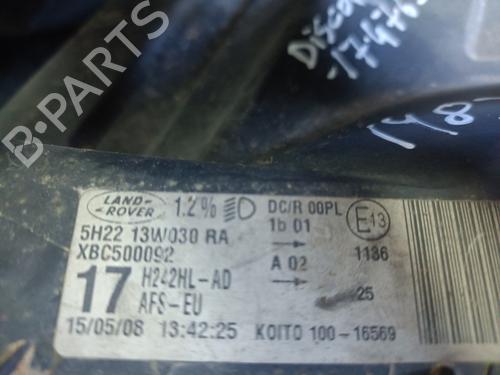 B-PARTS
LAND-
ROVER
1.2%
DC/R 00PL
1b 01
E13
5H22 13W030 RA
XBC500092
A 02
1136
17
H242HL-AD
AFS-EU
25
15/05/08 13:42:25 KOITO 100-16569